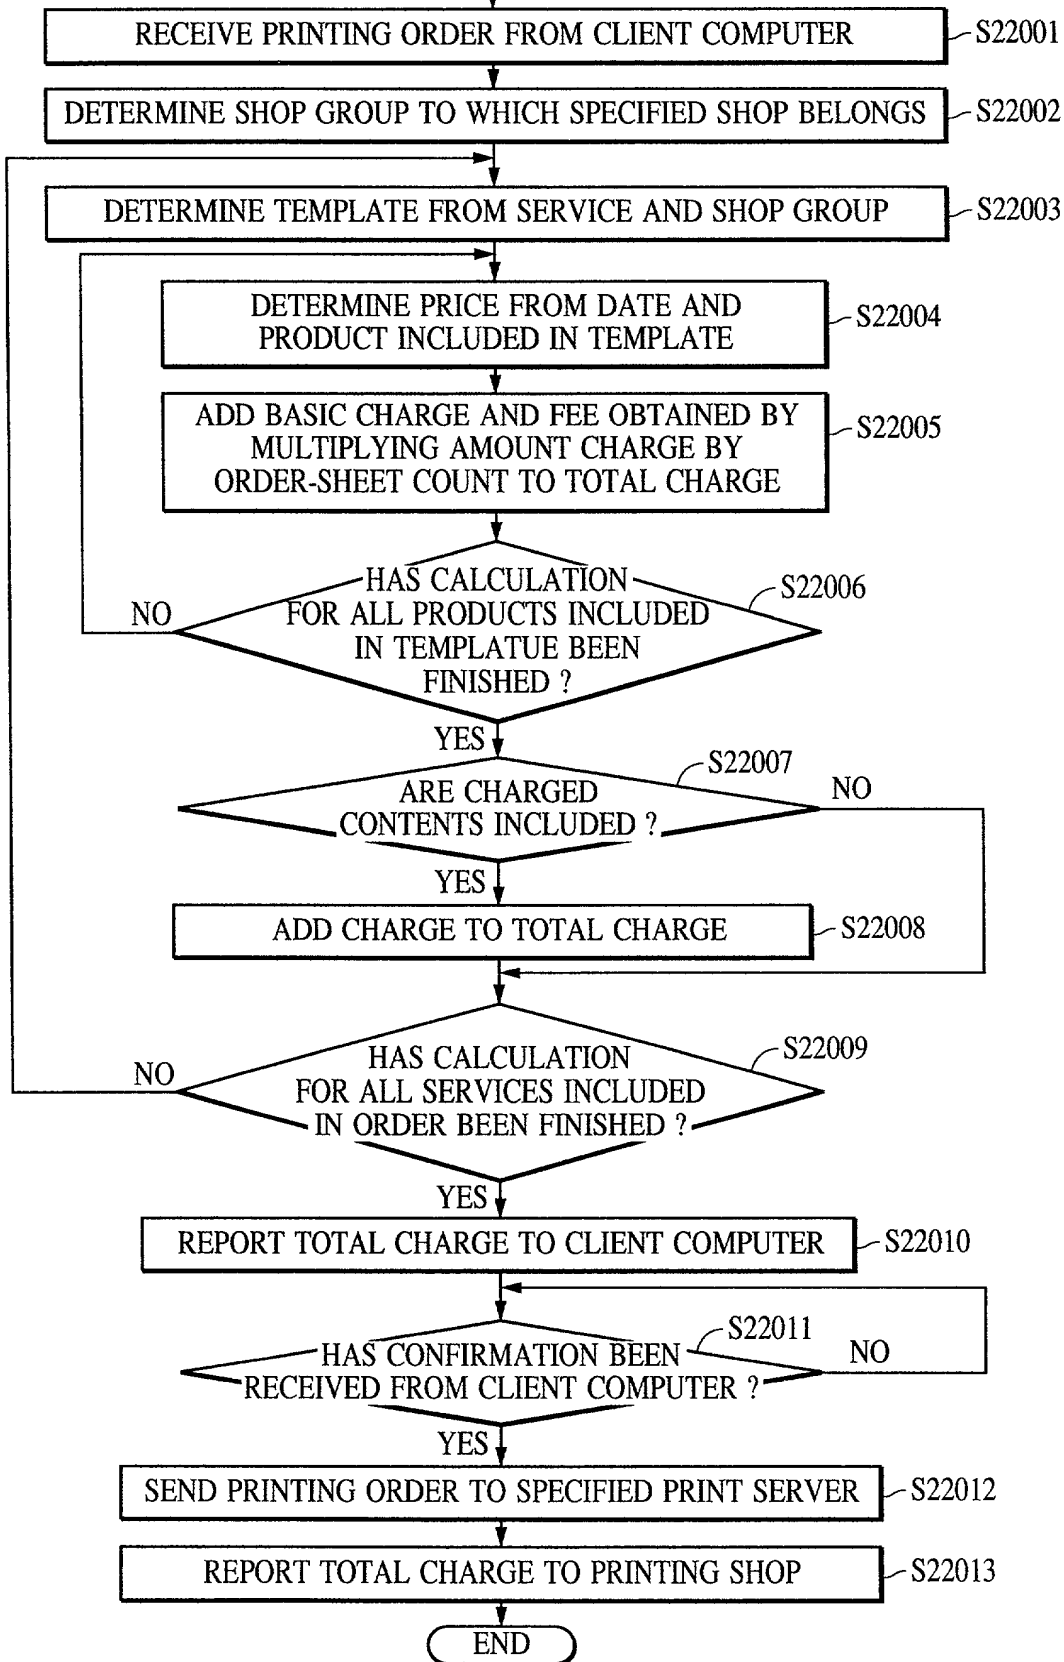 RECEIVE PRINTING ORDER FROM CLIENT COMPUTER
S22001
DETERMINE SHOP GROUP TO WHICH SPECIFIED SHOP BELONGS
S22002
DETERMINE TEMPLATE FROM SERVICE AND SHOP GROUP
S22003
DETERMINE PRICE FROM DATE AND
PRODUCT INCLUDED IN TEMPLATE
S22004
ADD BASIC CHARGE AND FEE OBTAINED BY
MULTIPLYING AMOUNT CHARGE BY
ORDER-SHEET COUNT TO TOTAL CHARGE
S22005
HAS CALCULATION
FOR ALL PRODUCTS INCLUDED
IN TEMPLATUE BEEN
FINISHED ?
S22006
NO
YES
ARE CHARGED
CONTENTS INCLUDED ?
S22007
NO
YES
ADD CHARGE TO TOTAL CHARGE
S22008
HAS CALCULATION
FOR ALL SERVICES INCLUDED
IN ORDER BEEN FINISHED ?
S22009
NO
YES
REPORT TOTAL CHARGE TO CLIENT COMPUTER
S22010
HAS CONFIRMATION BEEN
RECEIVED FROM CLIENT COMPUTER ?
S22011
NO
YES
SEND PRINTING ORDER TO SPECIFIED PRINT SERVER
S22012
REPORT TOTAL CHARGE TO PRINTING SHOP
S22013
END